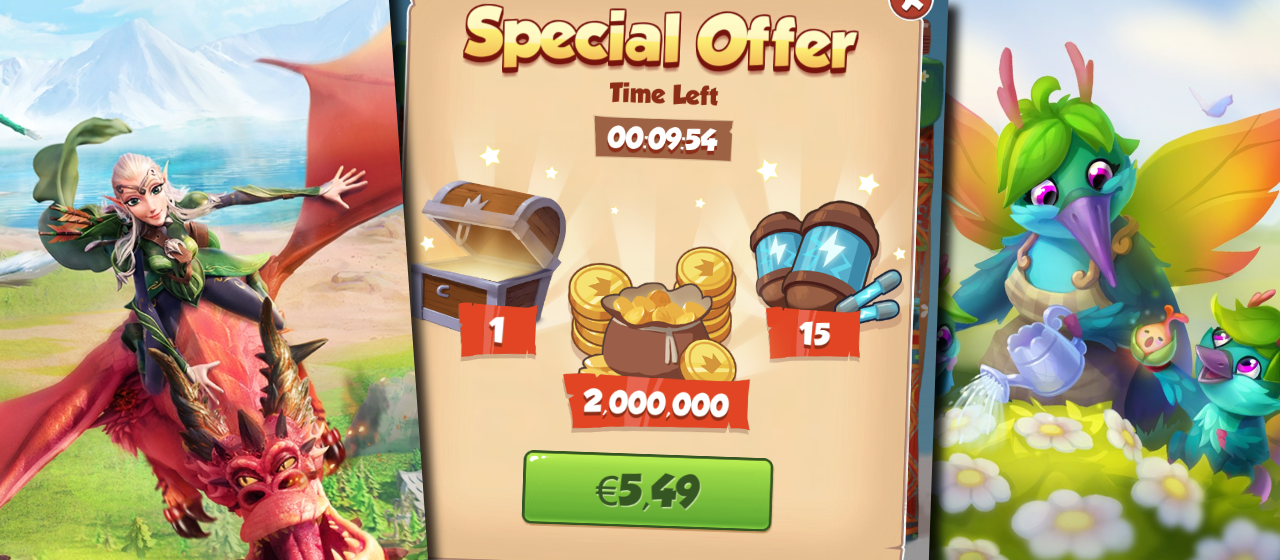 Special Offer
Time Left
00:09:54
1
15
2,000,000
€5,49